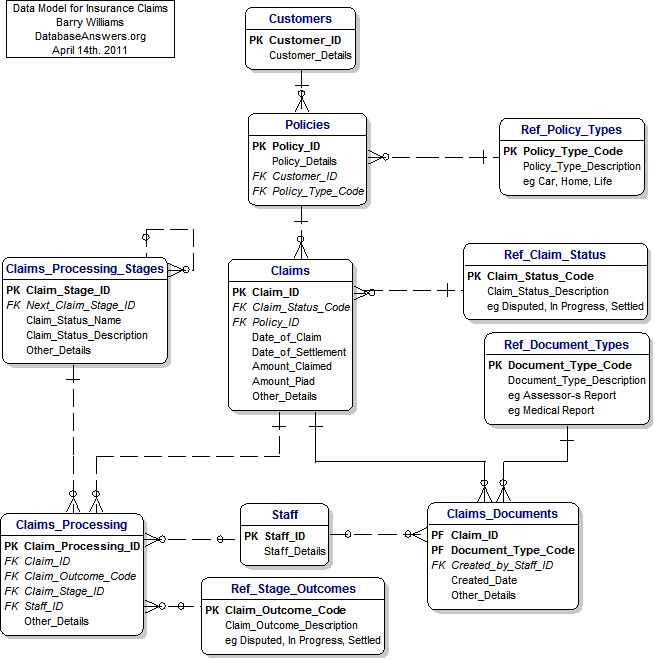 Data Model for Insurance Claims
Barry Williams
DatabaseAnswers.org
April 14th. 2011
Customers
PK Customer_ID
Customer_Details
Policies
PK Policy_ID
Policy_Details
FK Customer_ID
FK Policy_Type_Code
Ref_Policy_Types
PK Policy_Type_Code
Policy_Type_Description
eg Car, Home, Life
Claims_Processing_Stages
PK Claim_Stage_ID
FK Next_Claim_Stage_ID
Claim_Status_Name
Claim_Status_Description
Other_Details
Claims
PK Claim_ID
FK Claim_Status_Code
FK Policy_ID
Date_of_Claim
Date_of_Settlement
Amount_Claimed
Amount_Piad
Other_Details
Ref_Claim_Status
PK Claim_Status_Code
Claim_Status_Description
eg Disputed, In Progress, Settled
Ref_Document_Types
PK Document_Type_Code
Document_Type_Description
eg Assessor-s Report
eg Medical Report
Claims_Processing
PK Claim_Processing_ID
FK Claim_ID
FK Claim_Outcome_Code
FK Claim_Stage_ID
FK Staff_ID
Other_Details
Staff
PK Staff_ID
Staff_Details
Claims_Documents
PF Claim_ID
PF Document_Type_Code
FK Created_by_Staff_ID
Created_Date
Other_Details
Ref_Stage_Outcomes
PK Claim_Outcome_Code
Claim_Outcome_Description
eg Disputed, In Progress, Settled